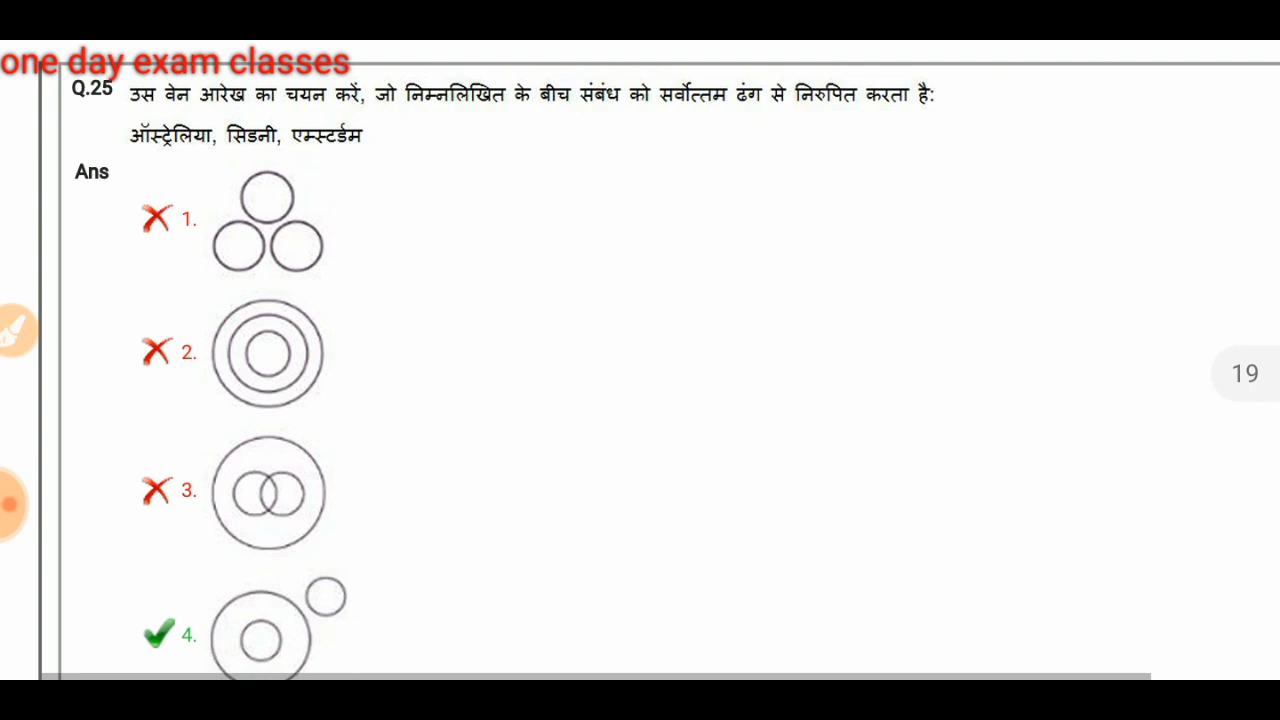 one day exam classes
Q.25 उस वेन आरेख का चयन करें, जो निम्नलिखित के बीच संबंध को सर्वोत्तम ढंग से निरुपित करता है:
ऑस्ट्रेलिया, सिडनी, एम्स्टर्डम
Ans
1.
2.
19
3.
4.